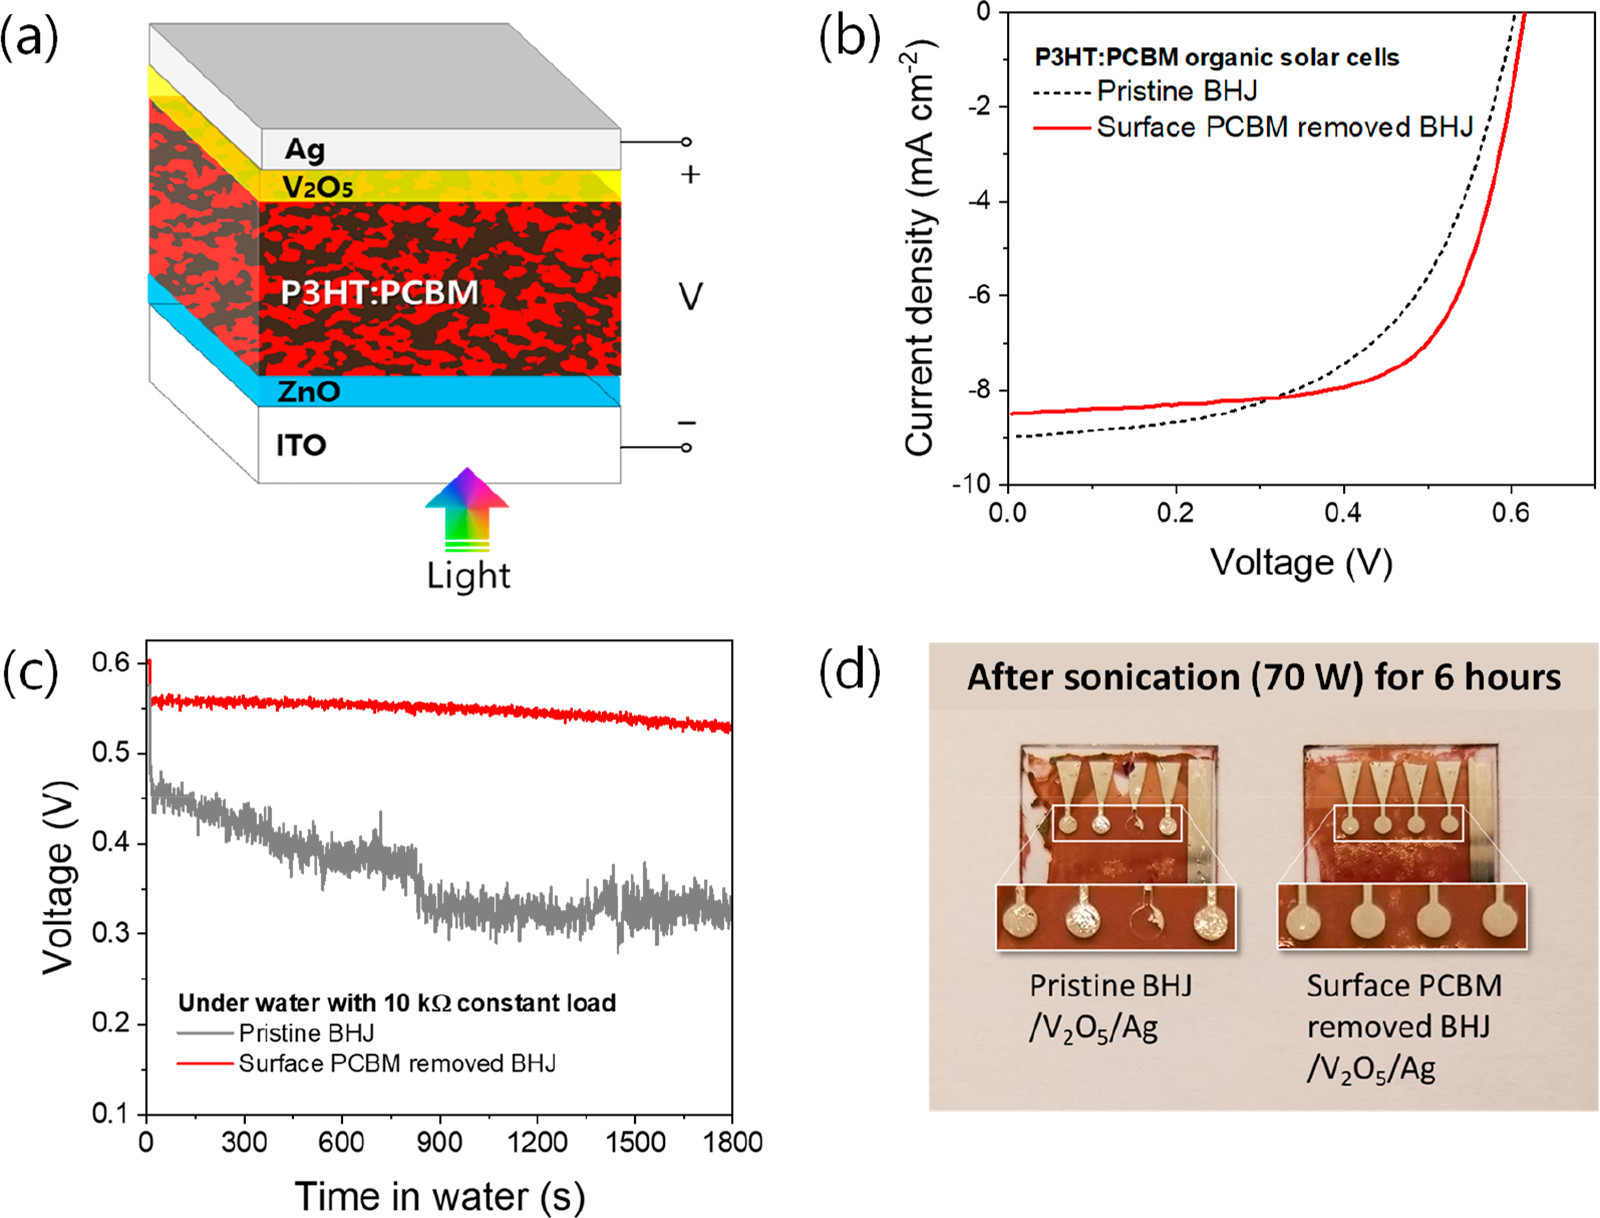 (a)
Ag
V₂O₅
P3HT:PCBM
ZnO
ITO
+
V
−
Light
(b)
P3HT:PCBM organic solar cells
Pristine BHJ
Surface PCBM removed BHJ
Current density (mA cm⁻²)
0
-2
-4
-6
-8
-10
0.0 0.2 0.4 0.6
Voltage (V)
(c)
Voltage (V)
0.6
0.5
0.4
0.3
0.2
0.1
Under water with 10 kΩ constant load
Pristine BHJ
Surface PCBM removed BHJ
0 300 600 900 1200 1500 1800
Time in water (s)
(d)
After sonication (70 W) for 6 hours
Pristine BHJ
/V₂O₅/Ag
Surface PCBM
removed BHJ
/V₂O₅/Ag